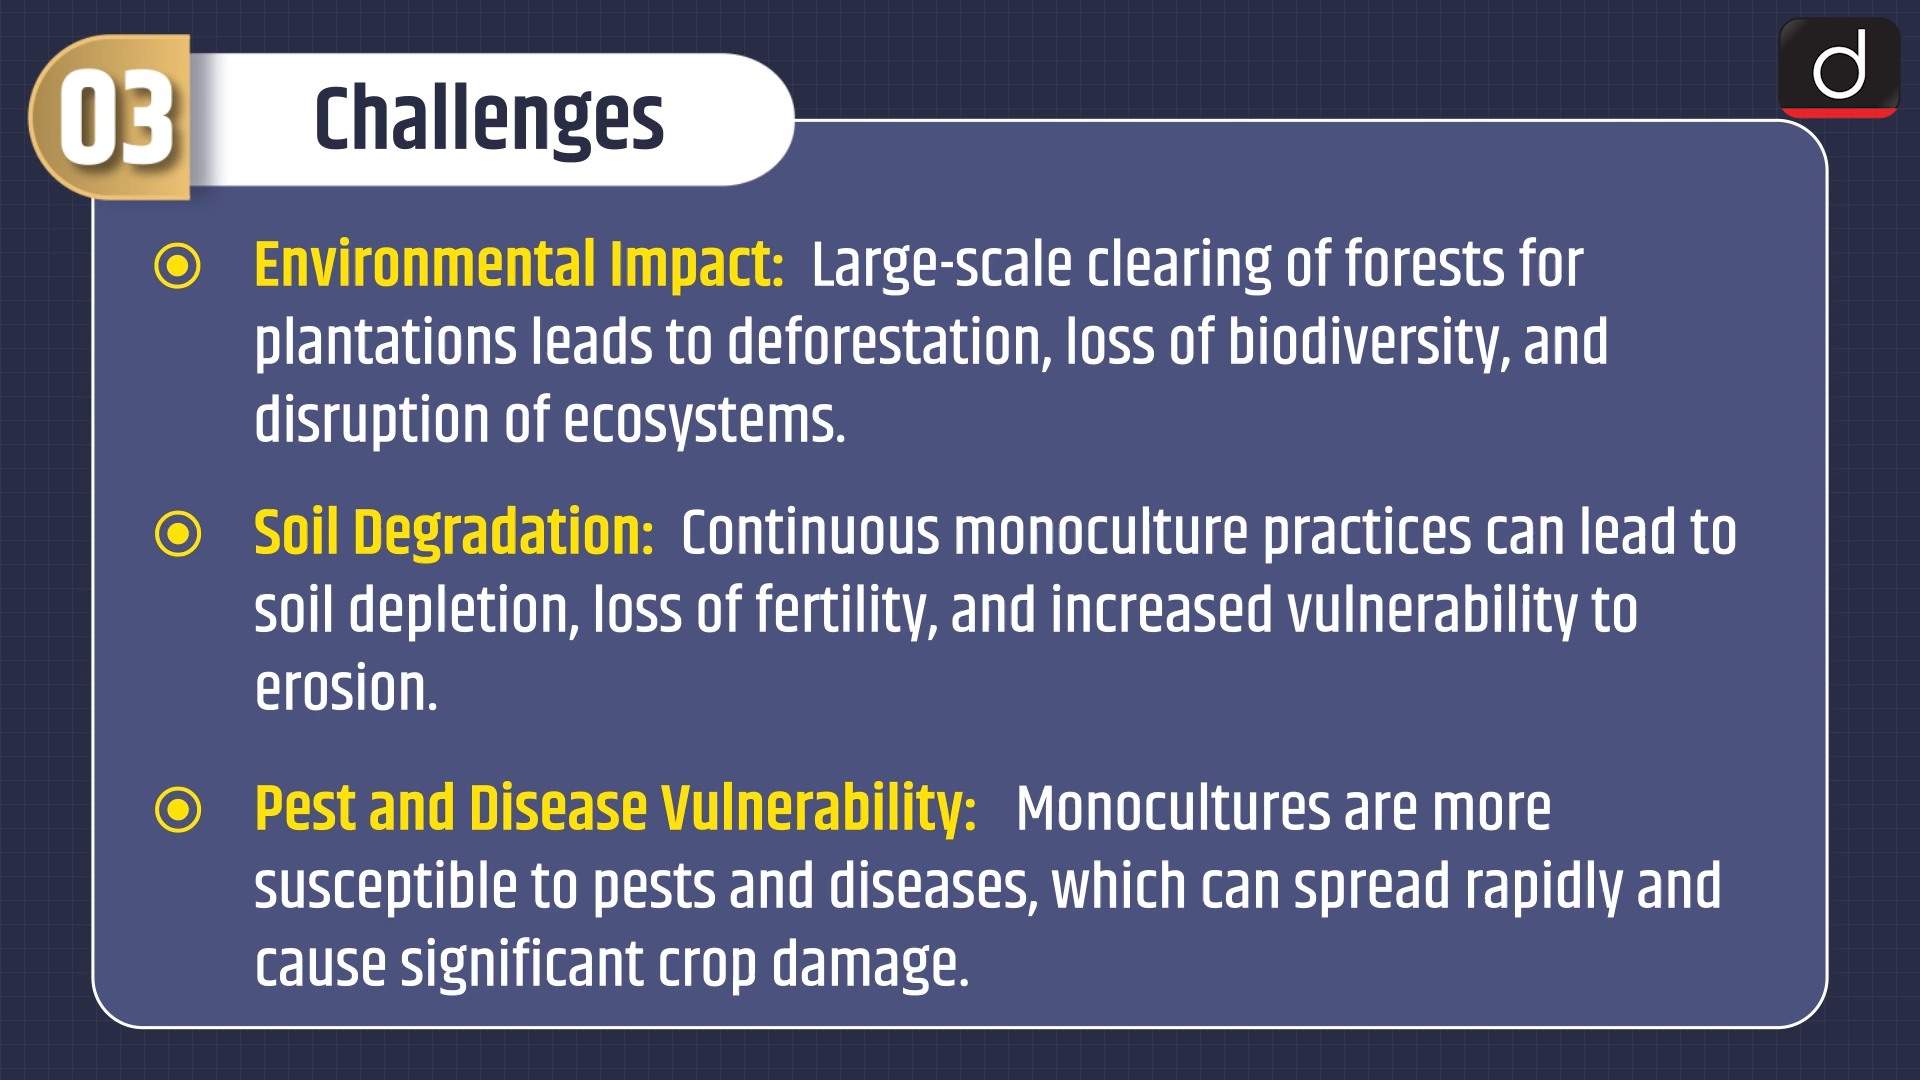 03 Challenges
d
Environmental Impact: Large-scale clearing of forests for
plantations leads to deforestation, loss of biodiversity, and
disruption of ecosystems.
Soil Degradation: Continuous monoculture practices can lead to
soil depletion, loss of fertility, and increased vulnerability to
erosion.
Pest and Disease Vulnerability: Monocultures are more
susceptible to pests and diseases, which can spread rapidly and
cause significant crop damage.